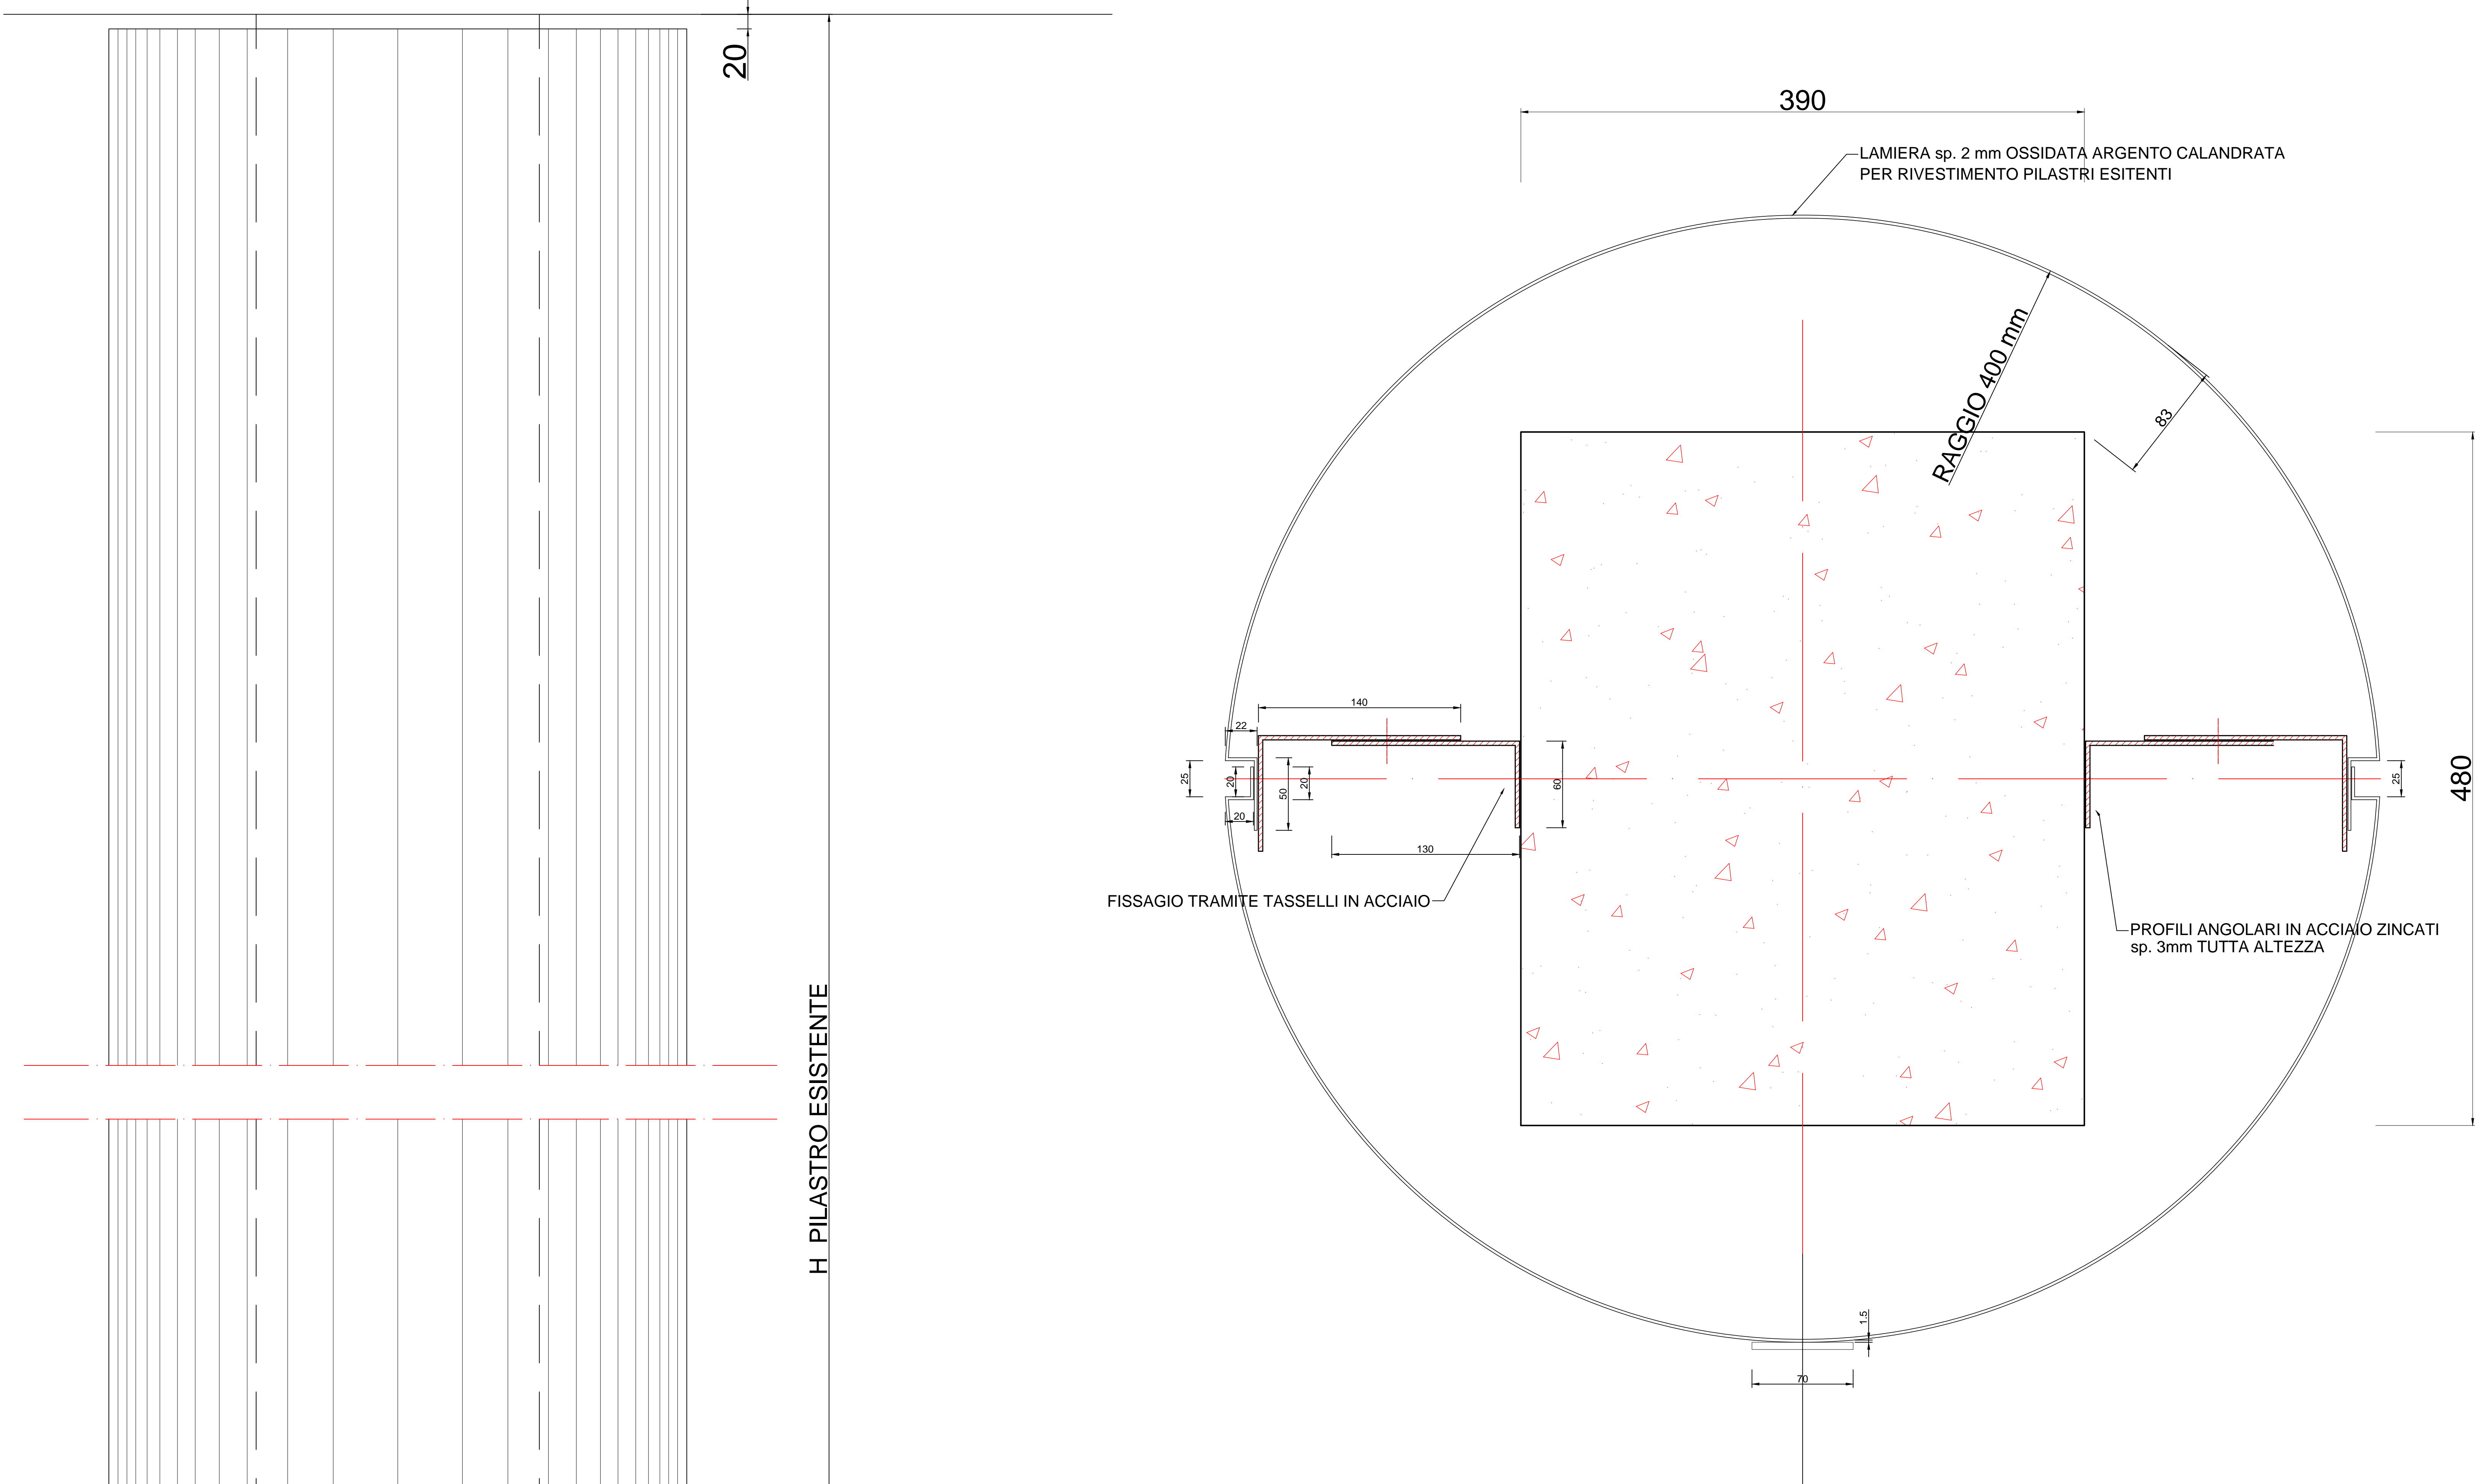 20
390
LAMIERA sp. 2 mm OSSIDATA ARGENTO CALANDRATA
PER RIVESTIMENTO PILASTRI ESITENTI
RAGGIO 400 mm
83
140
22
25
20
50
20
60
25
480
20
130
FISSAGIO TRAMITE TASSELLI IN ACCIAIO
PROFILI ANGOLARI IN ACCIAIO ZINCATI
sp. 3mm TUTTA ALTEZZA
H PILASTRO ESISTENTE
1.5
70